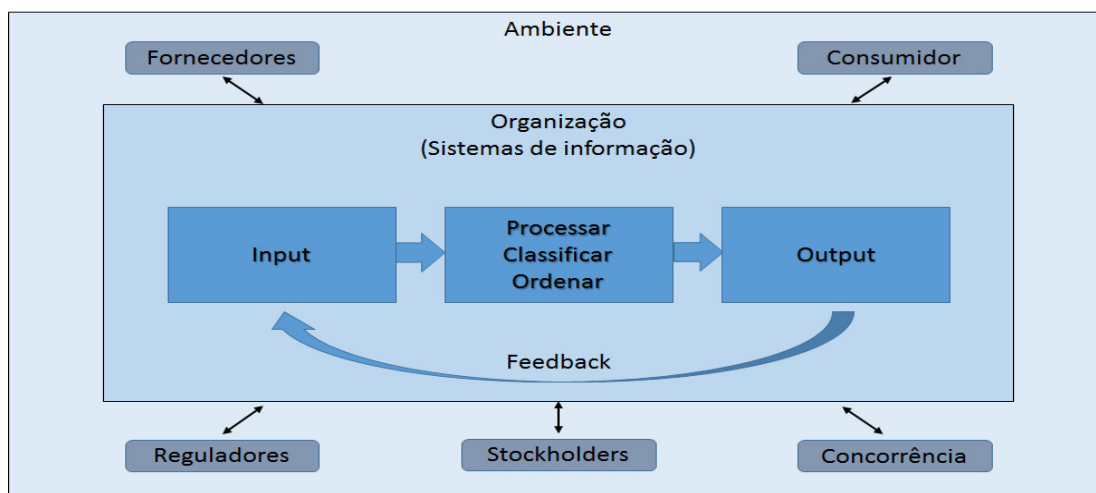 Ambiente
Fornecedores
Consumidor
Organização
(Sistemas de informação)
Input
Processar
Classificar
Ordenar
Output
Feedback
Reguladores
Stockholders
Concorrência